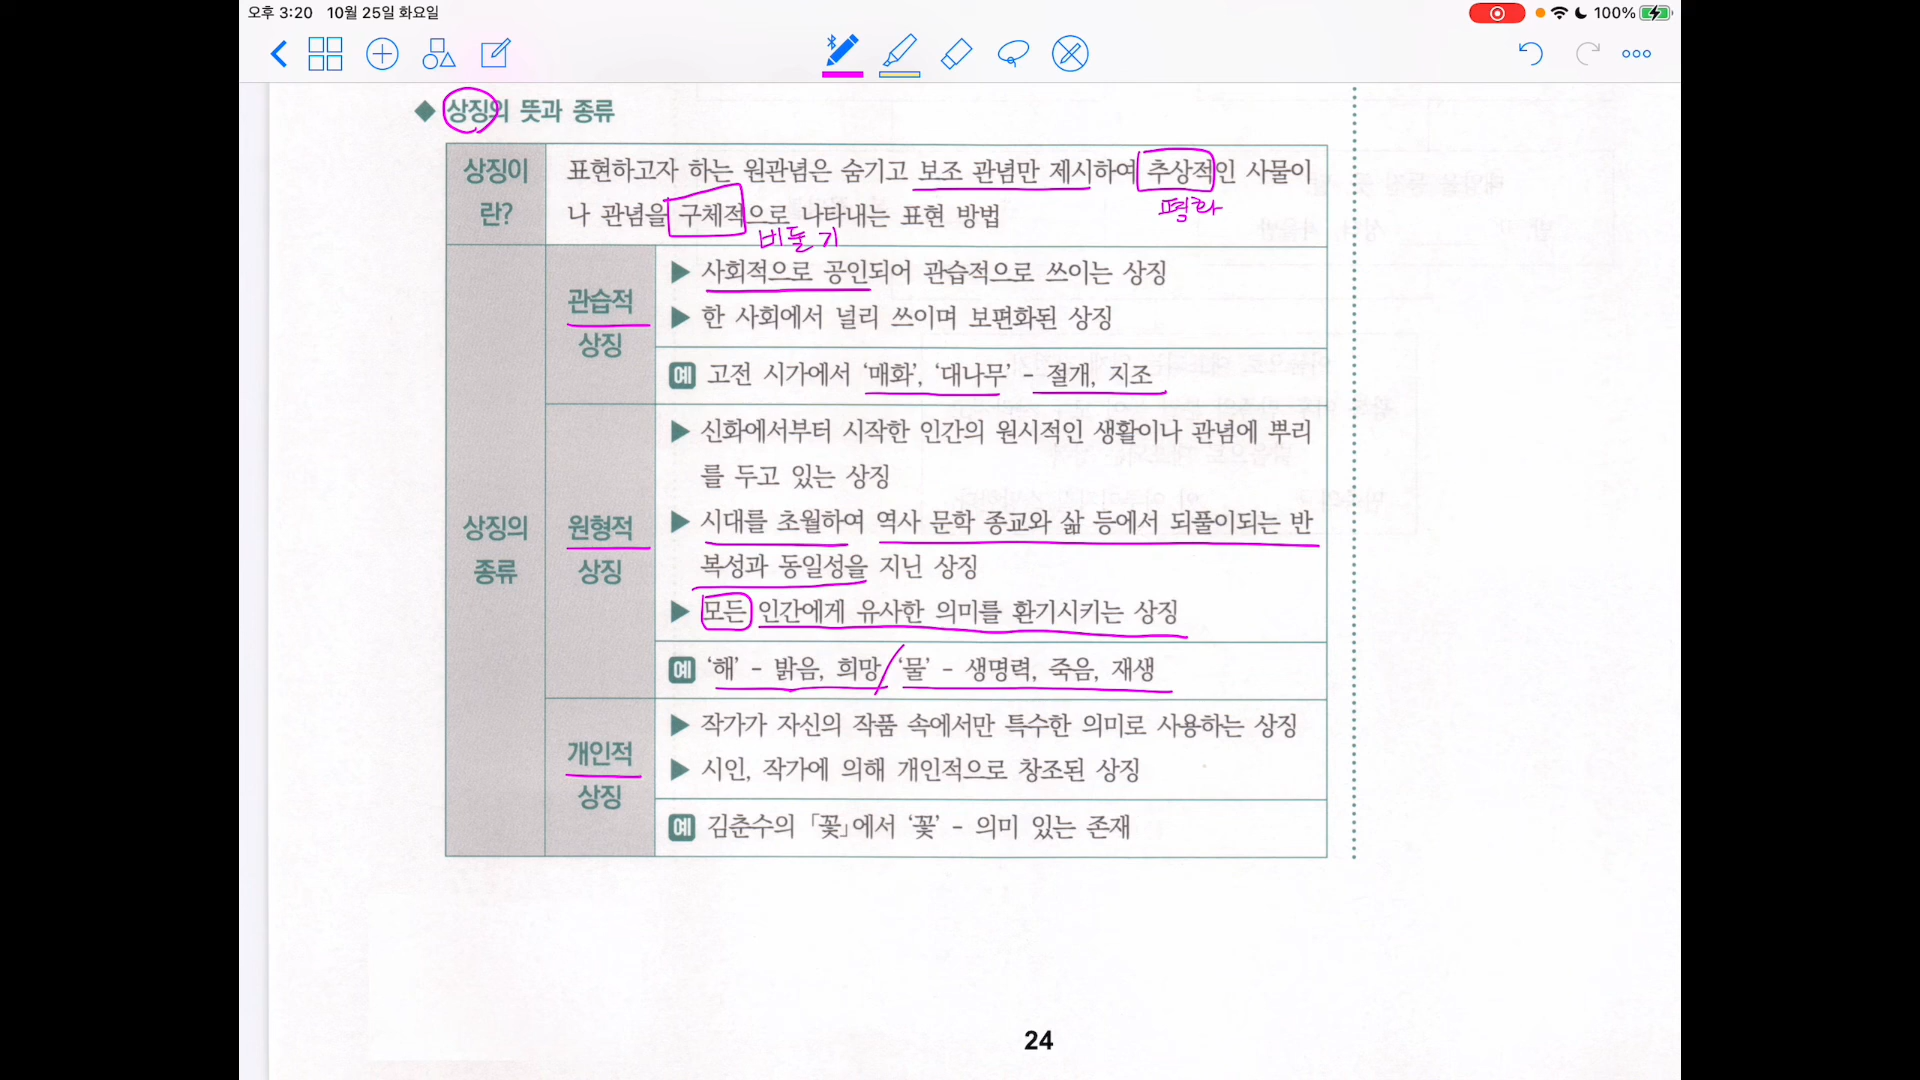 오후 3:20 10월 25일 화요일
100%
◆ 상징의 뜻과 종류
상징이란?
표현하고자 하는 원관념은 숨기고 보조 관념만 제시하여 추상적인 사물이
나 관념을 구체적으로 나타내는 표현 방법
평화
비둘기
상징의 종류
관습적 상징
▶ 사회적으로 공인되어 관습적으로 쓰이는 상징
▶ 한 사회에서 널리 쓰이며 보편화된 상징
예 고전 시가에서 ‘매화’, ‘대나무’ - 절개, 지조
원형적 상징
▶ 신화에서부터 시작한 인간의 원시적인 생활이나 관념에 뿌리
를 두고 있는 상징
▶ 시대를 초월하여 역사 문학 종교와 삶 등에서 되풀이되는 반
복성과 동일성을 지닌 상징
▶ 모든 인간에게 유사한 의미를 환기시키는 상징
예 ‘해’ - 밝음, 희망/‘물’ - 생명력, 죽음, 재생
개인적 상징
▶ 작가가 자신의 작품 속에서만 특수한 의미로 사용하는 상징
▶ 시인, 작가에 의해 개인적으로 창조된 상징
예 김춘수의 「꽃」에서 ‘꽃’ - 의미 있는 존재
24